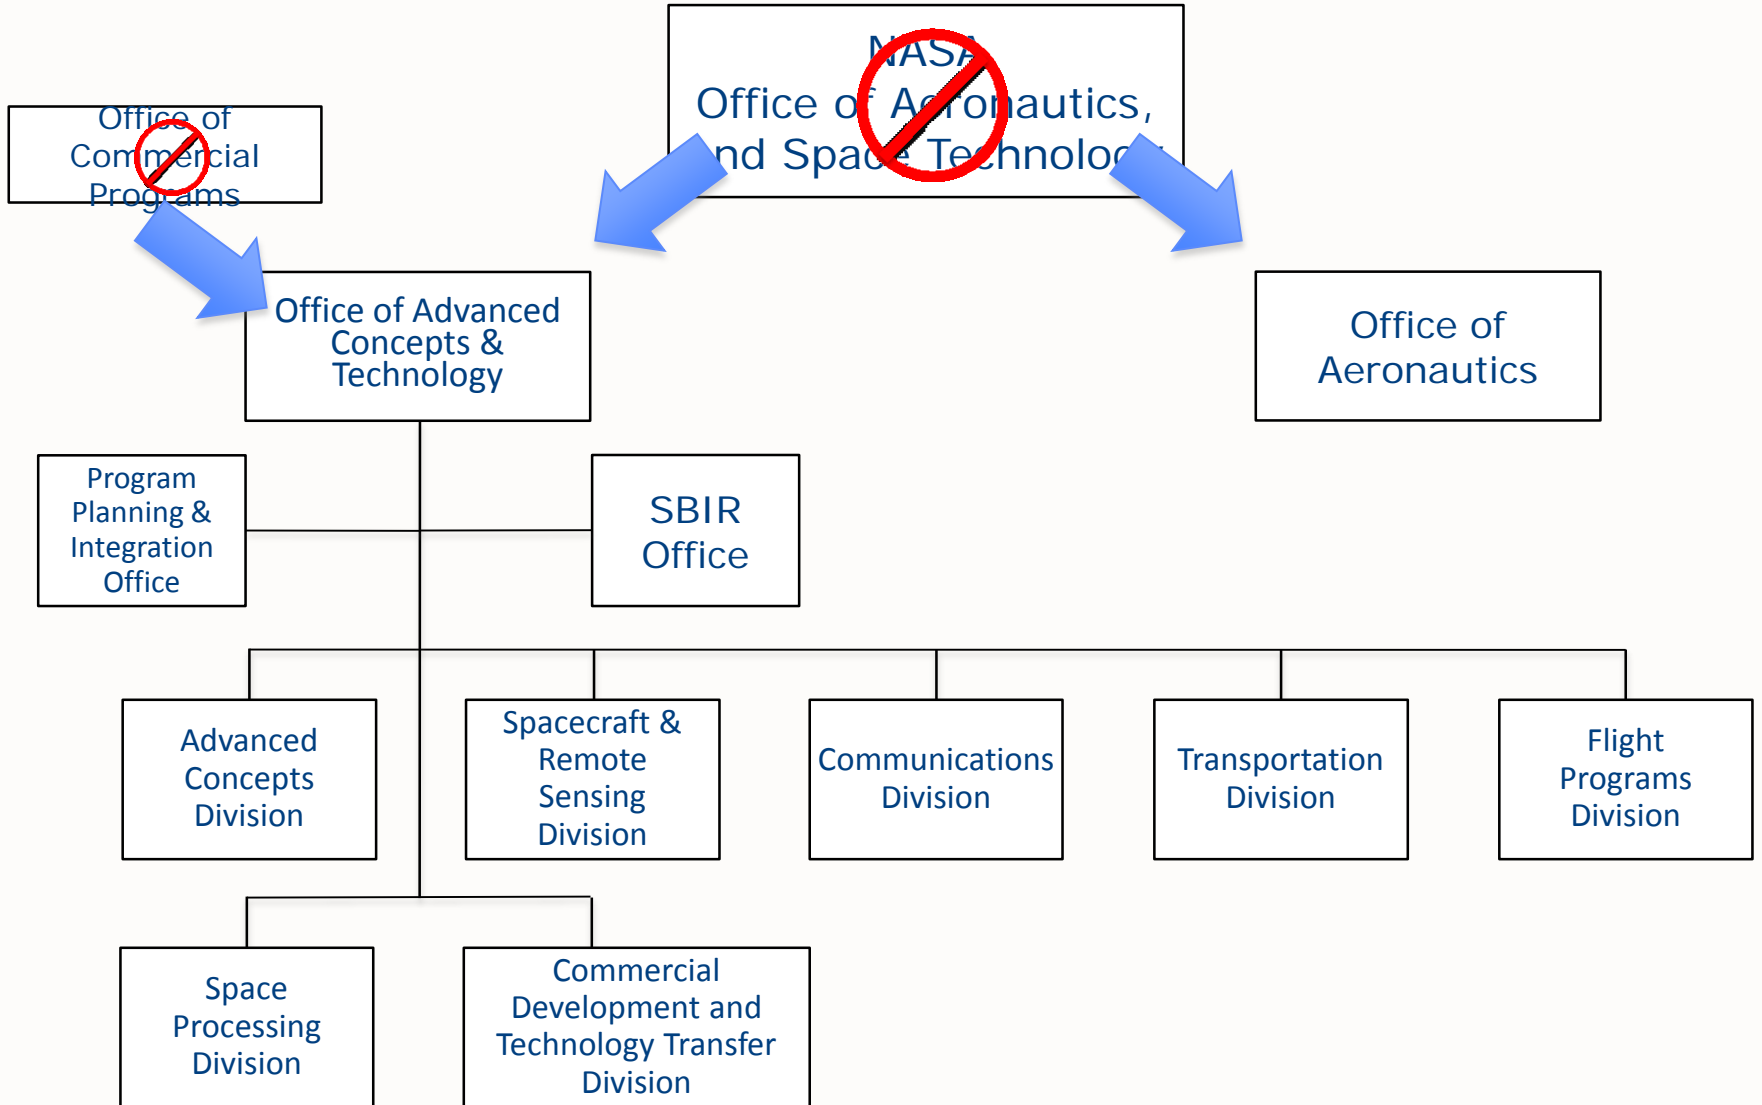 NASA
Office of Aeronautics,
and Space Technology
Office of
Commercial
Programs
Office of Advanced
Concepts &
Technology
Office of
Aeronautics
Program
Planning &
Integration
Office
SBIR
Office
Advanced
Concepts
Division
Spacecraft &
Remote
Sensing
Division
Communications
Division
Transportation
Division
Flight
Programs
Division
Space
Processing
Division
Commercial
Development and
Technology Transfer
Division